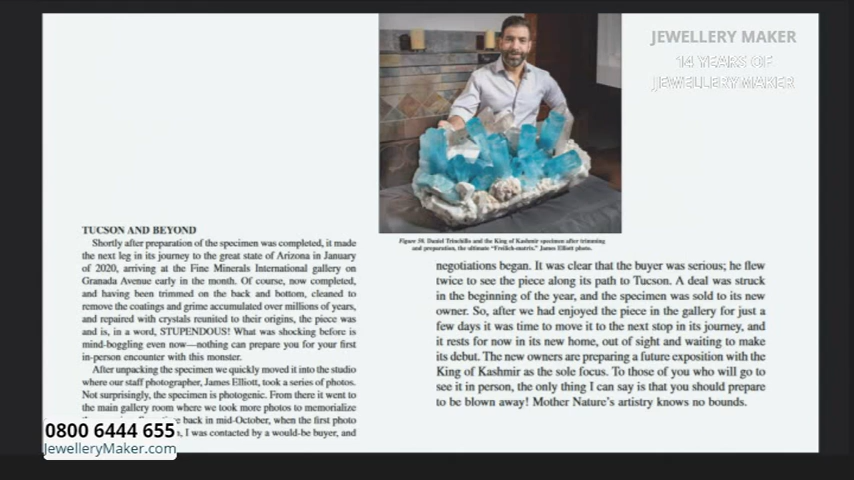 JEWELLERY MAKER
14 YEARS OF
JEWELLERYMAKER
Figure 30. Daniel Trinchillo and the King of Kashmir specimen after trimming
and preparation, the ultimate "Freilich-matrix." James Elliott photo.
TUCSON AND BEYOND
Shortly after preparation of the specimen was completed, it made
the next leg in its journey to the great state of Arizona in January
of 2020, arriving at the Fine Minerals International gallery on
Granada Avenue early in the month. Of course, now completed,
and having been trimmed on the back and bottom, cleaned to
remove the coatings and grime accumulated over millions of years,
and repaired with crystals reunited to their origins, the piece was
and is, in a word, STUPENDOUS! What was shocking before is
mind-boggling even now—nothing can prepare you for your first
in-person encounter with this monster.
After unpacking the specimen we quickly moved it into the studio
where our staff photographer, James Elliott, took a series of photos.
Not surprisingly, the specimen is photogenic. From there it went to
the main gallery room where we took more photos to memorialize
back in mid-October, when the first photo
I was contacted by a would-be buyer, and
negotiations began. It was clear that the buyer was serious; he flew
twice to see the piece along its path to Tucson. A deal was struck
in the beginning of the year, and the specimen was sold to its new
owner. So, after we had enjoyed the piece in the gallery for just a
few days it was time to move it to the next stop in its journey, and
it rests for now in its new home, out of sight and waiting to make
its debut. The new owners are preparing a future exposition with the
King of Kashmir as the sole focus. To those of you who will go to
see it in person, the only thing I can say is that you should prepare
to be blown away! Mother Nature's artistry knows no bounds.
0800 6444 655
JewelleryMaker.com